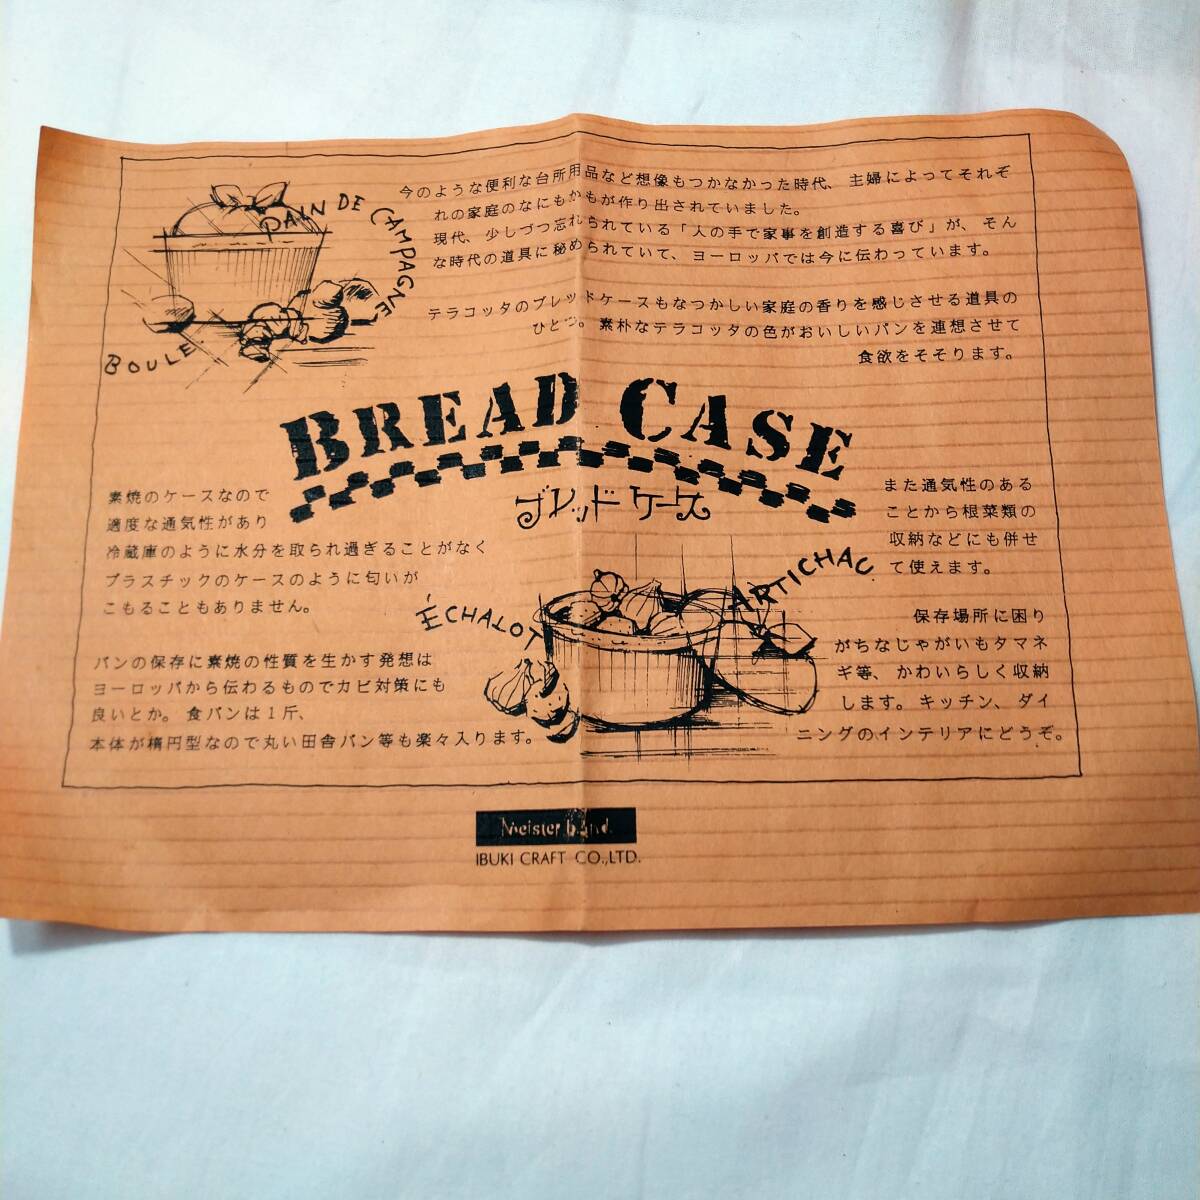 今のような便利な台所用品など想像もつかなかった時代、主婦によってそれぞ
れの家庭のなにもかもが作り出されていました。
現代、少しづつ忘れられている「人の手で家事を創造する喜び」が、そん
な時代の道具に秘められていて、ヨーロッパでは今に伝わっています。
テラコッタのブレッドケースもなつかしい家庭の香りを感じさせる道具の
ひとつ。素朴なテラコッタの色がおいしいパンを連想させて
食欲をそそります。
PAIN DE CAMPAGNE
BOULE
BREAD CASE
ブレッドケース
素焼のケースなので
適度な通気性があり
冷蔵庫のように水分を取られ過ぎることがなく
プラスチックのケースのように匂いが
こもることもありません。
パンの保存に素焼の性質を生かす発想は
ヨーロッパから伝わるものでカビ対策にも
良いとか。食パンは1斤、
本体が楕円型なので丸い田舎パン等も楽々入ります。
ÉCHALOT
ARTICHAU
また通気性のある
ことから根菜類の
収納などにも併せ
て使えます。
保存場所に困り
がちなじゃがいもタマネ
ギ等、かわいらしく収納
します。キッチン、ダイ
ニングのインテリアにどうぞ。
Meister hand
IBUKI CRAFT CO.,LTD.